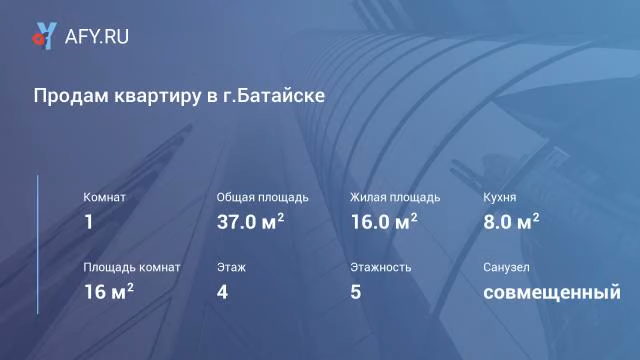 AFY.RU
Продам квартиру в г.Батайске
Комнат
Общая площадь
Жилая площадь
Кухня
1
37.0 м²
16.0 м²
8.0 м²
Площадь комнат
Этаж
Этажность
Санузел
16 м²
4
5
совмещенный